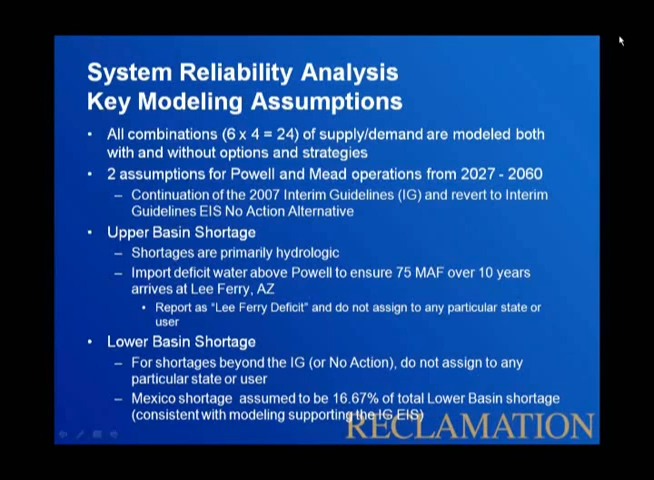 System Reliability Analysis
Key Modeling Assumptions
• All combinations (6 x 4 = 24) of supply/demand are modeled both
with and without options and strategies
• 2 assumptions for Powell and Mead operations from 2027 - 2060
– Continuation of the 2007 Interim Guidelines (IG) and revert to Interim
Guidelines EIS No Action Alternative
• Upper Basin Shortage
– Shortages are primarily hydrologic
– Import deficit water above Powell to ensure 75 MAF over 10 years
arrives at Lee Ferry, AZ
• Report as "Lee Ferry Deficit" and do not assign to any particular state or
user
• Lower Basin Shortage
– For shortages beyond the IG (or No Action), do not assign to any
particular state or user
– Mexico shortage assumed to be 16.67% of total Lower Basin shortage
(consistent with modeling supporting the IG EIS)
RECLAMATION